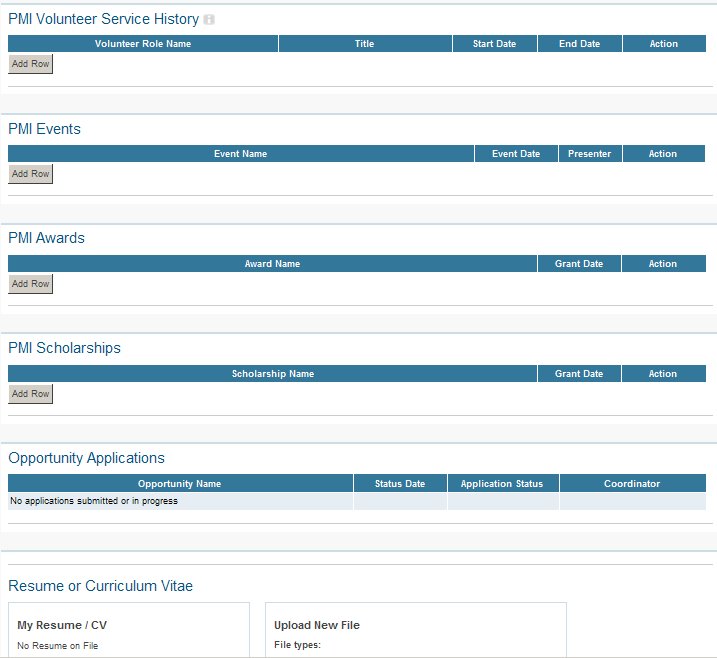 PMI Volunteer Service History
Volunteer Role Name Title Start Date End Date Action
Add Row
PMI Events
Event Name Event Date Presenter Action
Add Row
PMI Awards
Award Name Grant Date Action
Add Row
PMI Scholarships
Scholarship Name Grant Date Action
Add Row
Opportunity Applications
Opportunity Name Status Date Application Status Coordinator
No applications submitted or in progress
Resume or Curriculum Vitae
My Resume / CV Upload New File
No Resume on File File types: